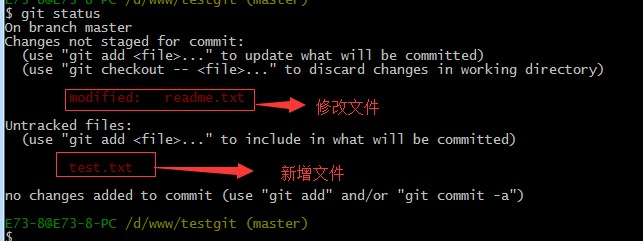 E73-8@E73-8-PC /d/www/testgit (master)
$ git status
On branch master
Changes not staged for commit:
(use "git add <file>..." to update what will be committed)
(use "git checkout -- <file>..." to discard changes in working directory)
modified: readme.txt
修改文件
Untracked files:
(use "git add <file>..." to include in what will be committed)
test.txt
新增文件
no changes added to commit (use "git add" and/or "git commit -a")
E73-8@E73-8-PC /d/www/testgit (master)
$